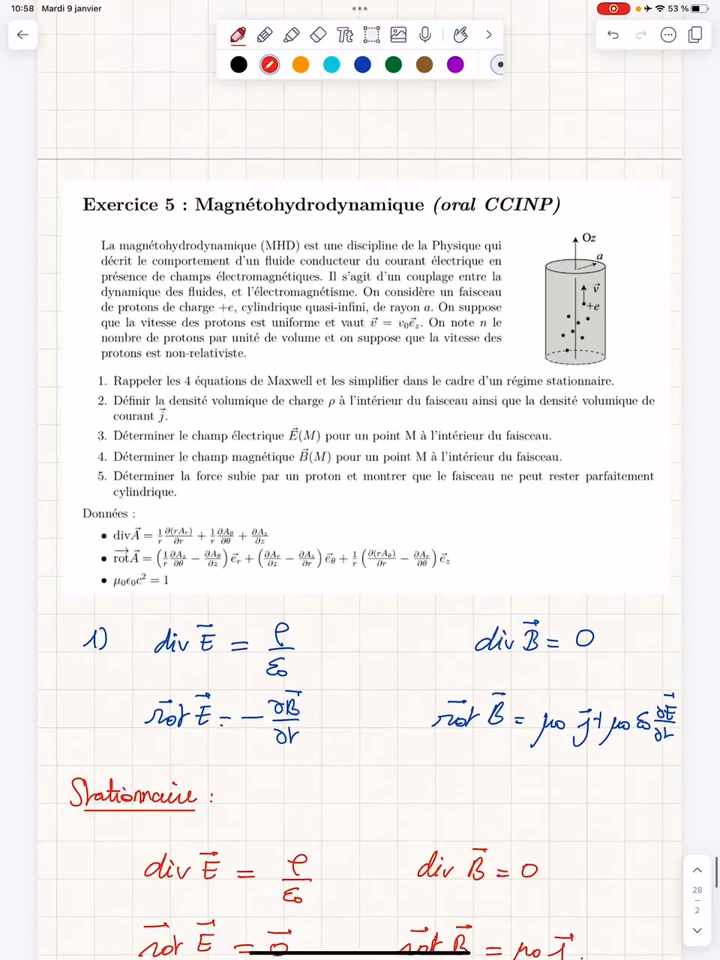 10:58 Mardi 9 janvier
53 %
Exercice 5 : Magnétohydrodynamique (oral CCINP)
La magnétohydrodynamique (MHD) est une discipline de la Physique qui
décrit le comportement d'un fluide conducteur du courant électrique en
présence de champs électromagnétiques. Il s'agit d'un couplage entre la
dynamique des fluides, et l'électromagnétisme. On considère un faisceau
de protons de charge +e, cylindrique quasi-infini, de rayon a. On suppose
que la vitesse des protons est uniforme et vaut v⃗ = v₀e⃗z. On note n le
nombre de protons par unité de volume et on suppose que la vitesse des
protons est non-relativiste.
Oz
a
v⃗
+e
1. Rappeler les 4 équations de Maxwell et les simplifier dans le cadre d'un régime stationnaire.
2. Définir la densité volumique de charge ρ à l'intérieur du faisceau ainsi que la densité volumique de
courant j⃗.
3. Déterminer le champ électrique E⃗(M) pour un point M à l'intérieur du faisceau.
4. Déterminer le champ magnétique B⃗(M) pour un point M à l'intérieur du faisceau.
5. Déterminer la force subie par un proton et montrer que le faisceau ne peut rester parfaitement
cylindrique.
Données :
• divA⃗ = 1/r ∂(rAr)/∂r + 1/r ∂Aθ/∂θ + ∂Az/∂z
• rot⃗A⃗ = (1/r ∂Az/∂θ − ∂Aθ/∂z) e⃗r + (∂Ar/∂z − ∂Az/∂r) e⃗θ + 1/r (∂(rAθ)/∂r − ∂Ar/∂θ) e⃗z
• μ₀ε₀c² = 1
1) div E⃗ = ρ/ε₀ div B⃗ = 0
rot⃗ E⃗ = − ∂B⃗/∂t rot⃗ B⃗ = μ₀ j⃗ + μ₀ ε₀ ∂E⃗/∂t
Stationnaire :
div E⃗ = ρ/ε₀ div B⃗ = 0
rot⃗ E⃗ = 0⃗ rot⃗ B⃗ = μ₀ j⃗.
28
2